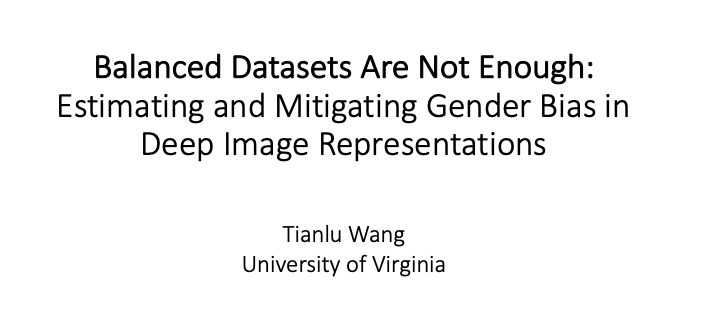 Balanced Datasets Are Not Enough:
Estimating and Mitigating Gender Bias in
Deep Image Representations
Tianlu Wang
University of Virginia